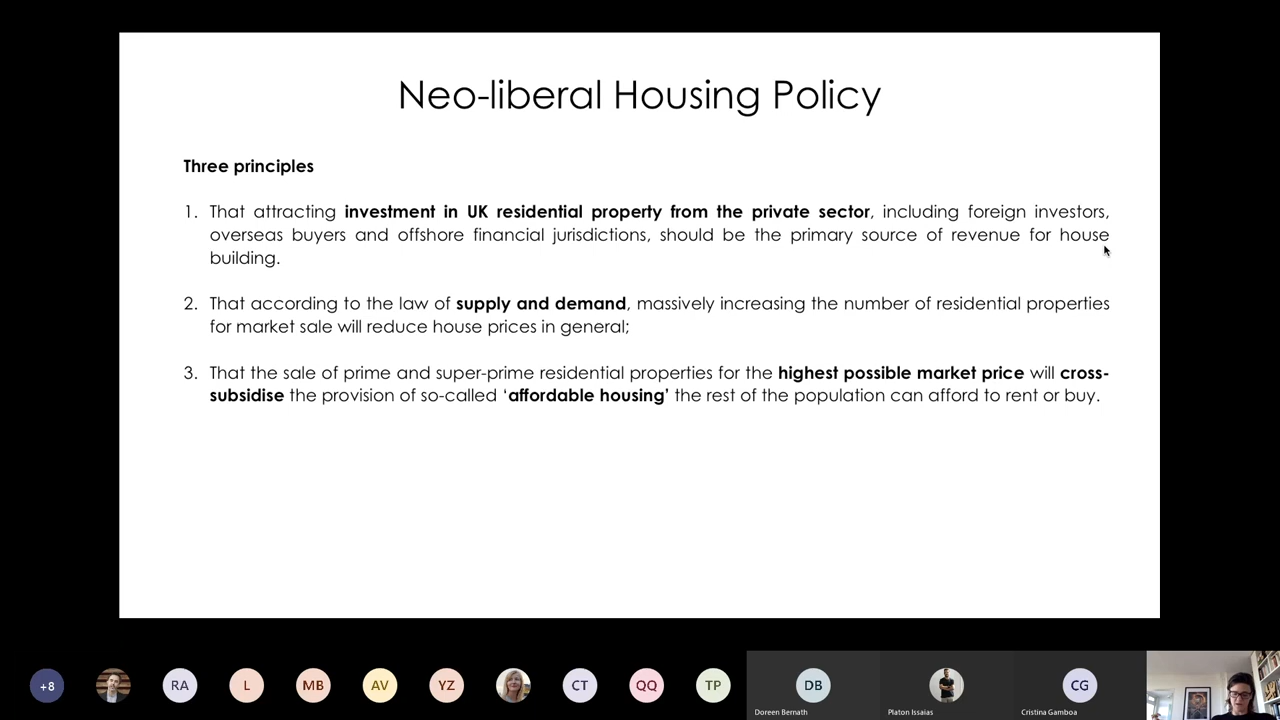 Neo-liberal Housing Policy
Three principles
1. That attracting investment in UK residential property from the private sector, including foreign investors,
overseas buyers and offshore financial jurisdictions, should be the primary source of revenue for house
building.
2. That according to the law of supply and demand, massively increasing the number of residential properties
for market sale will reduce house prices in general;
3. That the sale of prime and super-prime residential properties for the highest possible market price will cross-
subsidise the provision of so-called ‘affordable housing’ the rest of the population can afford to rent or buy.
+8 RA L MB AV YZ CT QQ TP DB CG
Doreen Bernath Platon Issaias Cristina Gamboa